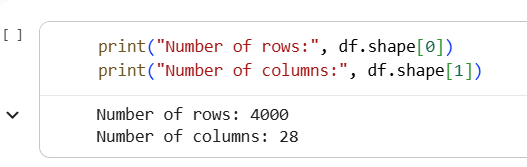 [ ]
print("Number of rows:", df.shape[0])
print("Number of columns:", df.shape[1])
Number of rows: 4000
Number of columns: 28